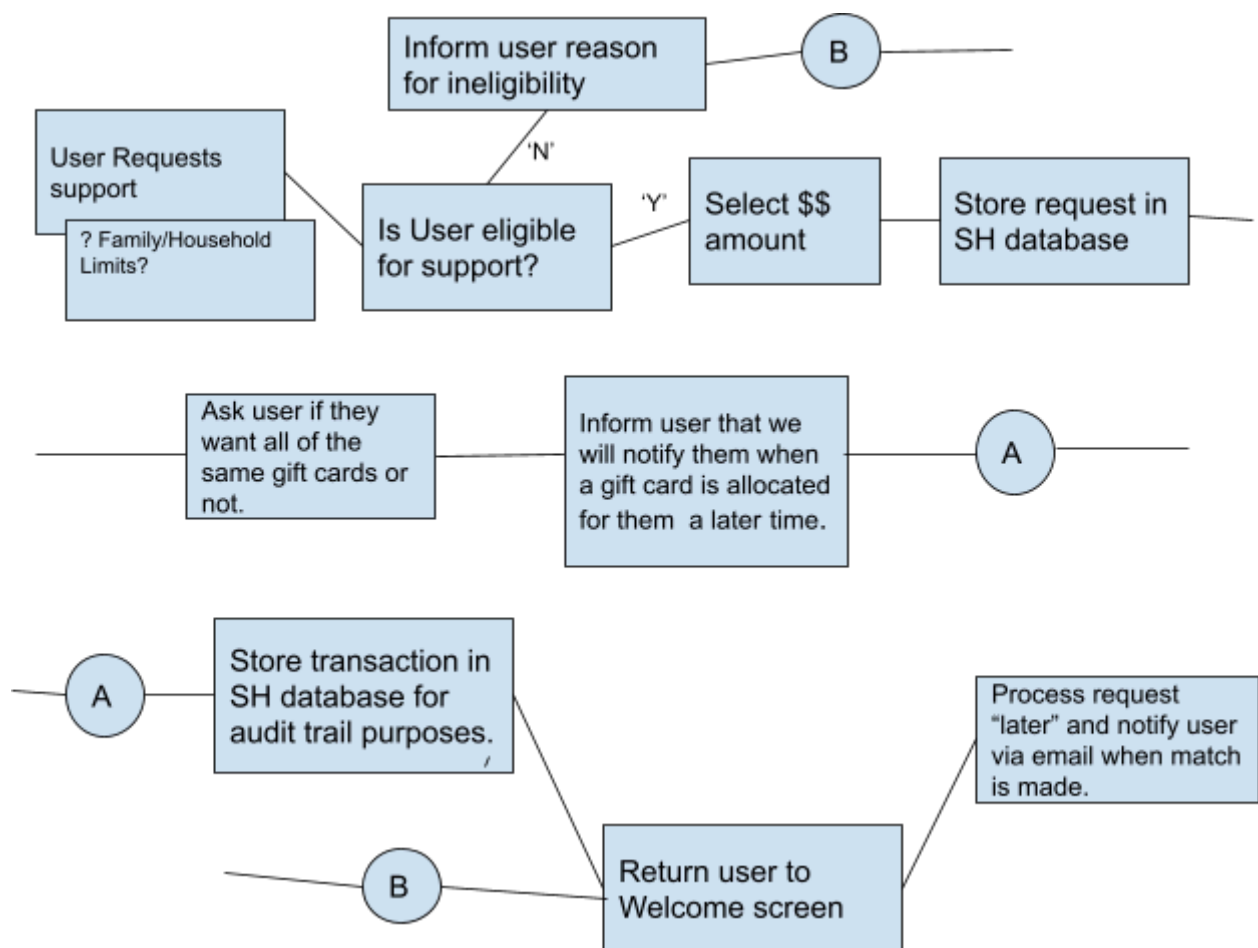 Inform user reason
for ineligibility
B
User Requests
support
? Family/Household
Limits?
‘N’
Is User eligible
for support?
‘Y’
Select $$
amount
Store request in
SH database
Ask user if they
want all of the
same gift cards or
not.
Inform user that we
will notify them when
a gift card is allocated
for them  a later time.
A
A
Store transaction in
SH database for
audit trail purposes.
Process request
“later” and notify user
via email when match
is made.
B
Return user to
Welcome screen